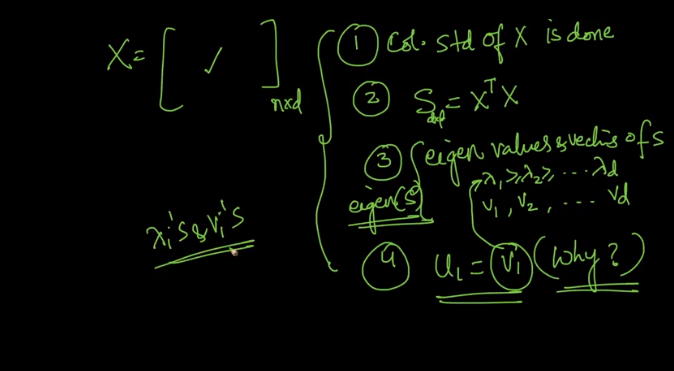 X = [ ✓ ] nxd
① Col. std of X is done
② S dxd = XᵀX
③ eigen values & vectors of S
eigen(S) λ₁ ≥ λ₂ ≥ ... λd
v₁, v₂, ... vd
λi's & vi's
④ u₁ = v₁ (Why?)